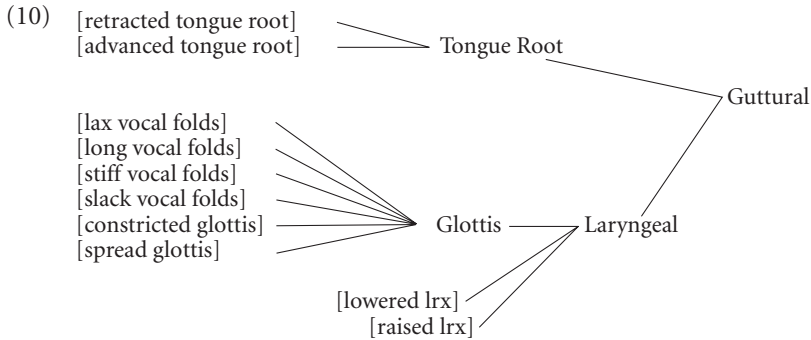 (10)
[retracted tongue root]
[advanced tongue root]
Tongue Root
Guttural
[lax vocal folds]
[long vocal folds]
[stiff vocal folds]
[slack vocal folds]
[constricted glottis]
[spread glottis]
Glottis
Laryngeal
[lowered lrx]
[raised lrx]